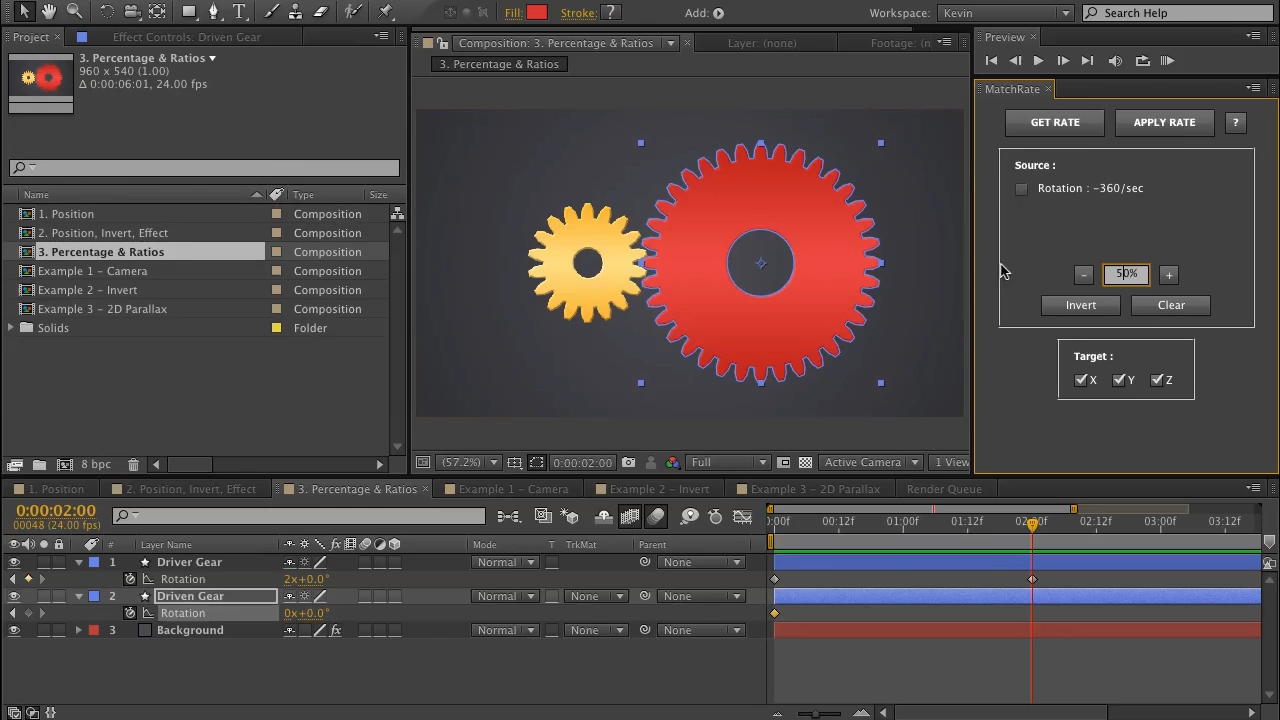 Fill: Stroke: ? Add: Workspace: Kevin Search Help
Project × Effect Controls: Driven Gear
3. Percentage & Ratios
960 x 540 (1.00)
Δ 0:00:06:01, 24.00 fps
Name Type Size
1. Position Composition
2. Position, Invert, Effect Composition
3. Percentage & Ratios Composition
Example 1 - Camera Composition
Example 2 - Invert Composition
Example 3 - 2D Parallax Composition
Solids Folder
8 bpc
Composition: 3. Percentage & Ratios × Layer: (none) Footage: (n
3. Percentage & Ratios
(57.2%) 0:00:02:00 Full Active Camera 1 View
Preview ×
MatchRate ×
GET RATE APPLY RATE ?
Source :
Rotation : -360/sec
- 50% +
Invert Clear
Target :
X Y Z
1. Position 2. Position, Invert, Effect 3. Percentage & Ratios × Example 1 - Camera Example 2 - Invert Example 3 - 2D Parallax Render Queue
0:00:02:00
00048 (24.00 fps)
:00f 00:12f 01:00f 01:12f 02:00f 02:12f 03:00f 03:12f
# Layer Name Mode T TrkMat Parent
1 Driver Gear Normal None
Rotation 2x+0.0°
2 Driven Gear Normal None None
Rotation 0x+0.0°
3 Background fx Normal None None